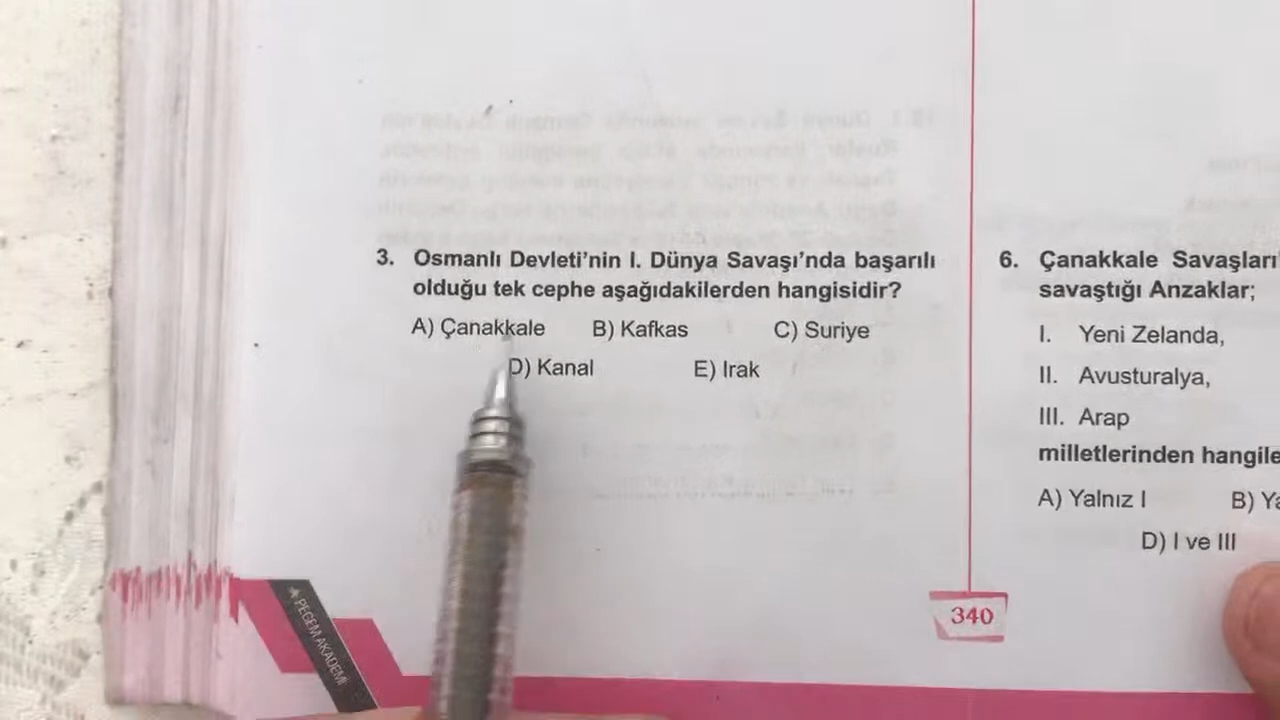 3. Osmanlı Devleti'nin I. Dünya Savaşı'nda başarılı
olduğu tek cephe aşağıdakilerden hangisidir?
A) Çanakkale B) Kafkas C) Suriye
D) Kanal E) Irak
6. Çanakkale Savaşları'
savaştığı Anzaklar;
I. Yeni Zelanda,
II. Avusturalya,
III. Arap
milletlerinden
A) Yalnız I B)
D) I ve III
340
PEGEM AKADEMİ